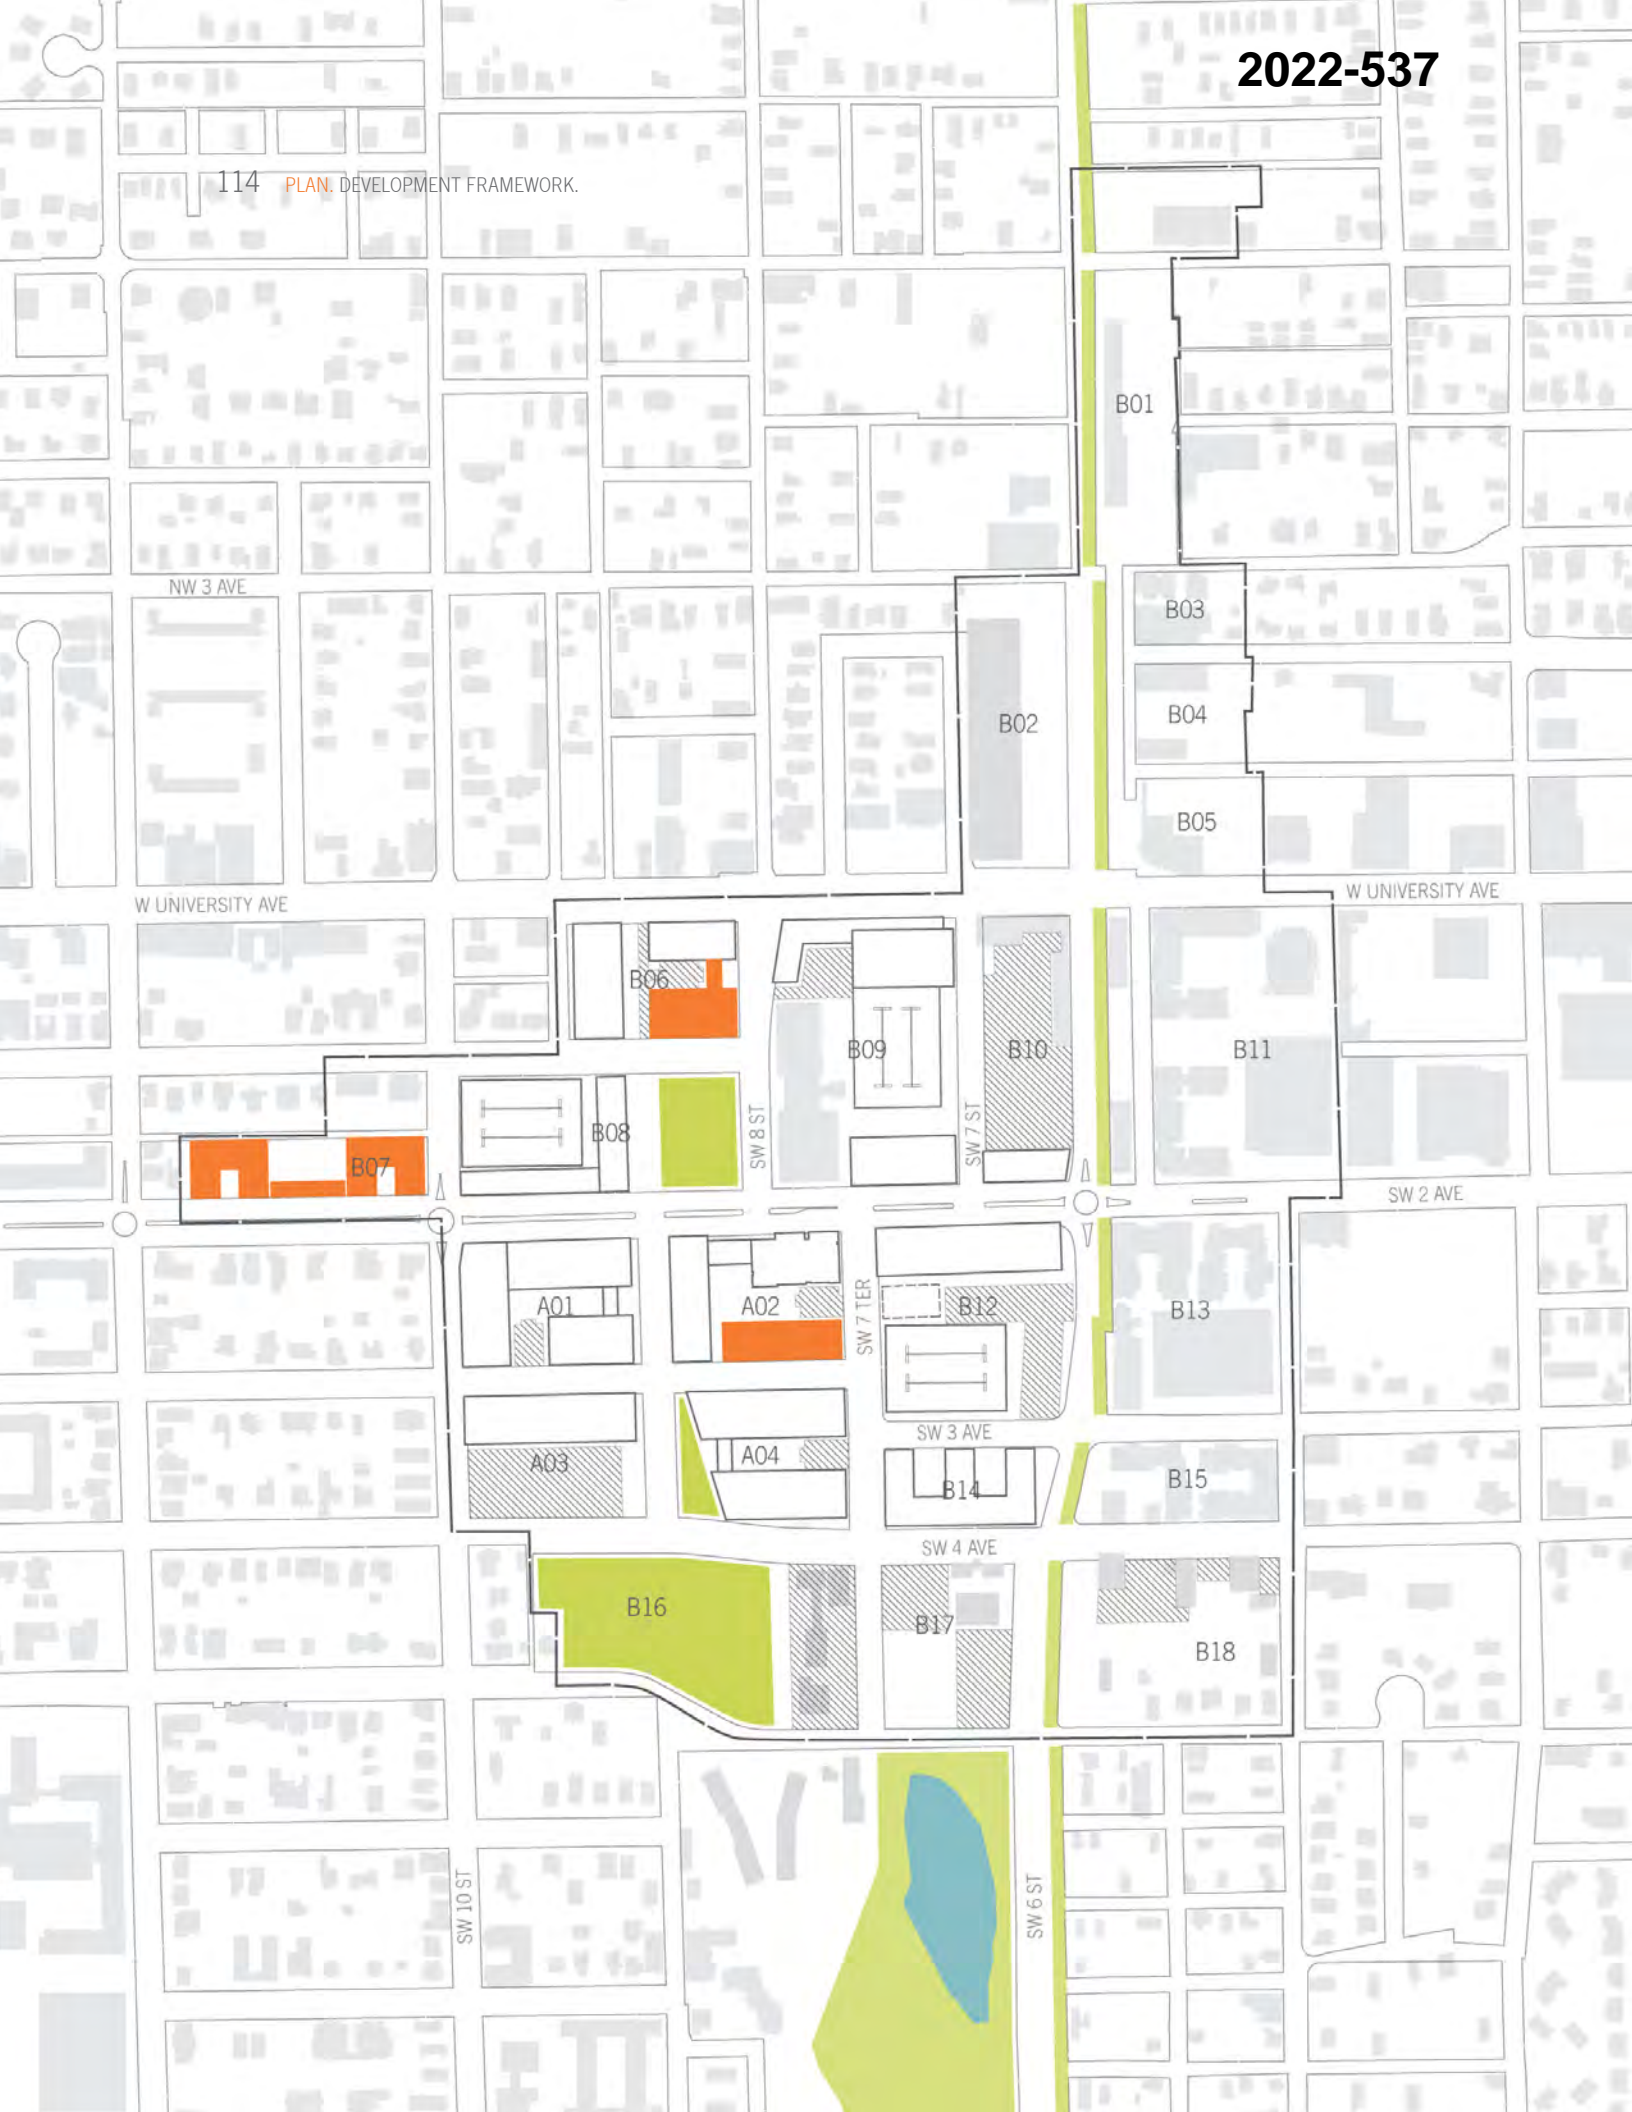 2022-537
114 PLAN. DEVELOPMENT FRAMEWORK.
B01
NW 3 AVE
B03
B04
B02
B05
W UNIVERSITY AVE
W UNIVERSITY AVE
B06
B09
B10
B11
B08
SW 8 ST
SW 7 ST
B07
SW 2 AVE
A01
A02
SW 7 TER
B12
B13
SW 3 AVE
A03
A04
B14
B15
SW 4 AVE
B16
B17
B18
SW 10 ST
SW 6 ST